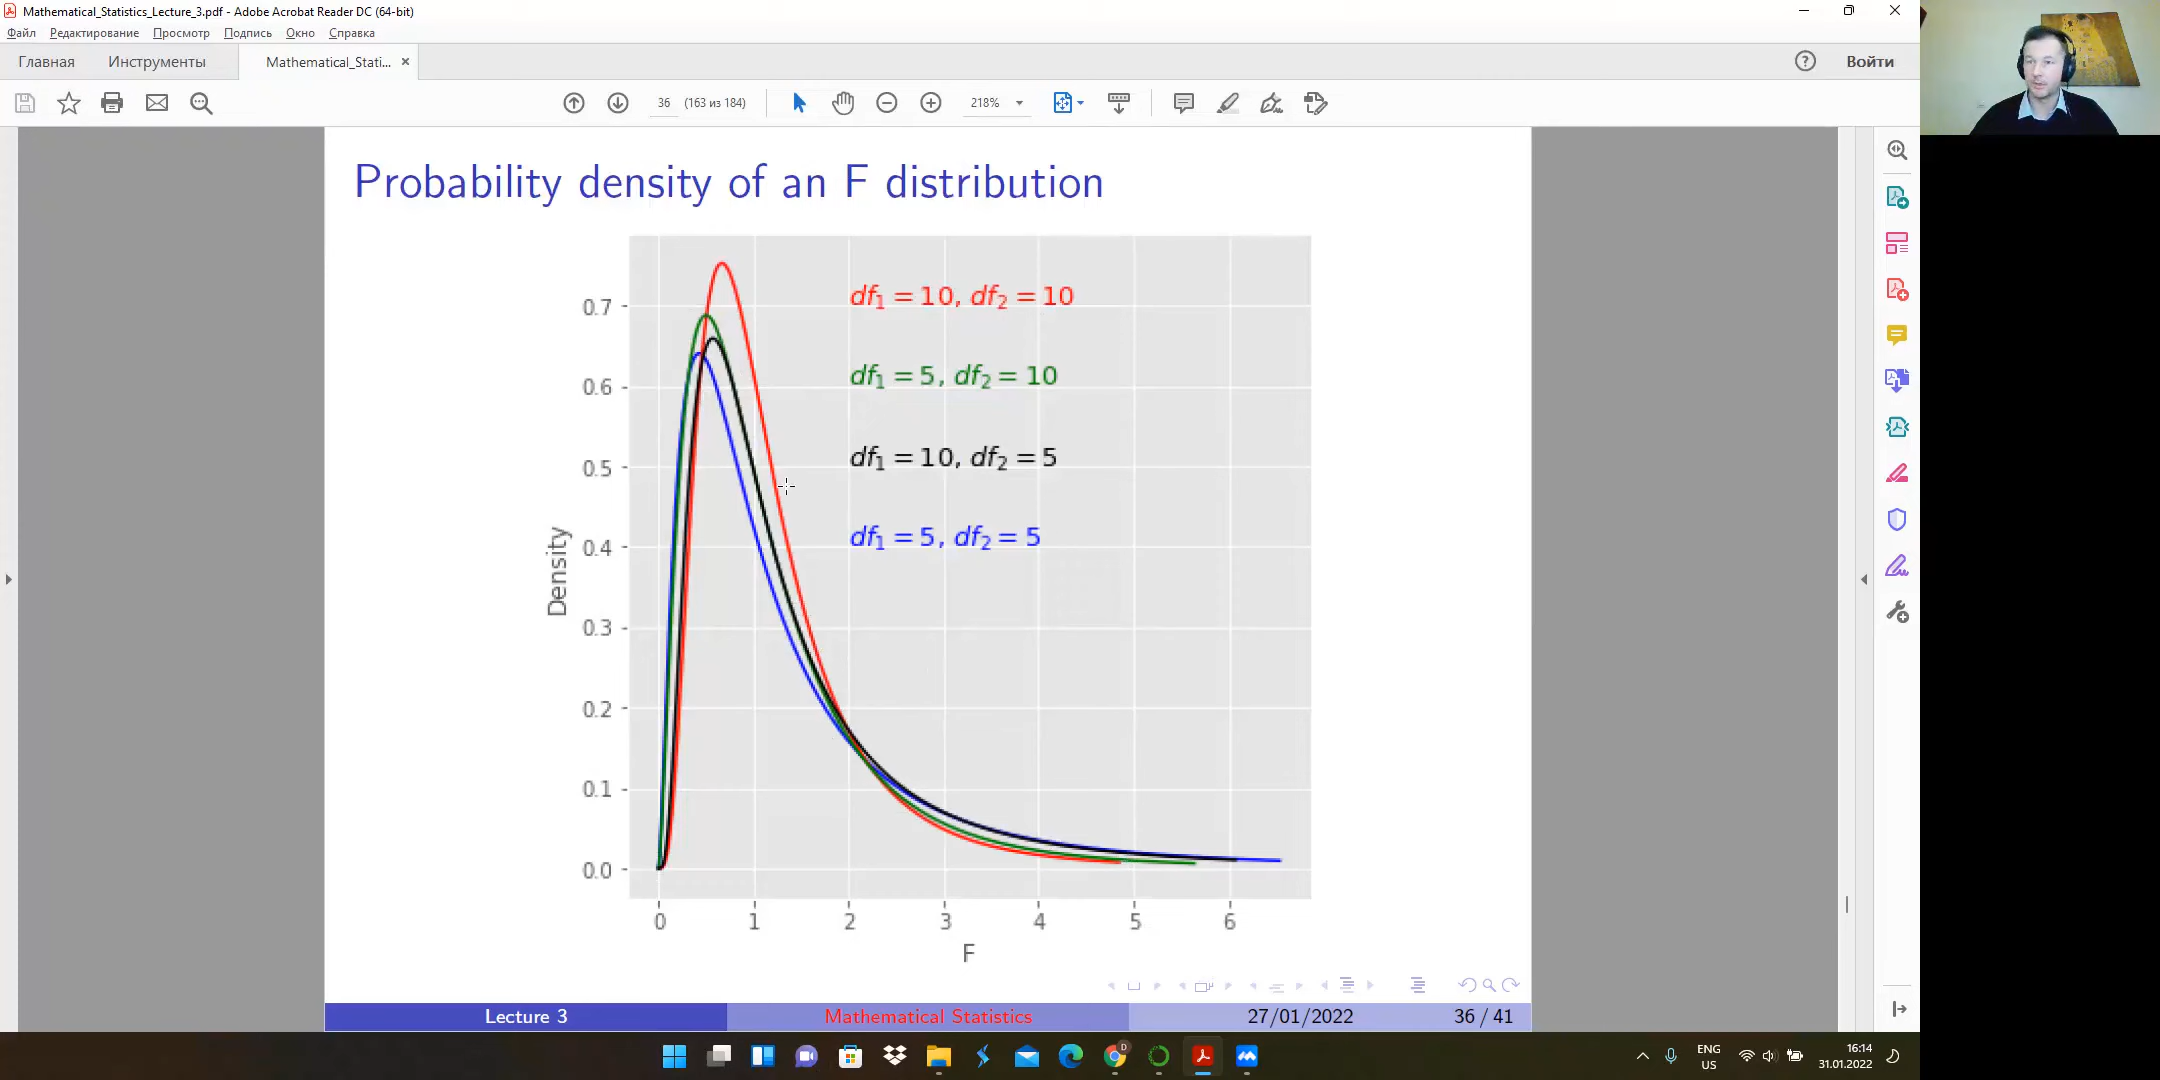 Mathematical_Statistics_Lecture_3.pdf - Adobe Acrobat Reader DC (64-bit)
Файл Редактирование Просмотр Подпись Окно Справка
Главная Инструменты Mathematical_Stati... × Войти
36 (163 из 184) 218%
Probability density of an F distribution
df₁ = 10, df₂ = 10
df₁ = 5, df₂ = 10
df₁ = 10, df₂ = 5
df₁ = 5, df₂ = 5
Density
0.7
0.6
0.5
0.4
0.3
0.2
0.1
0.0
0 1 2 3 4 5 6
F
Lecture 3 Mathematical Statistics 27/01/2022 36 / 41
D
ENG
US
16:14
31.01.2022